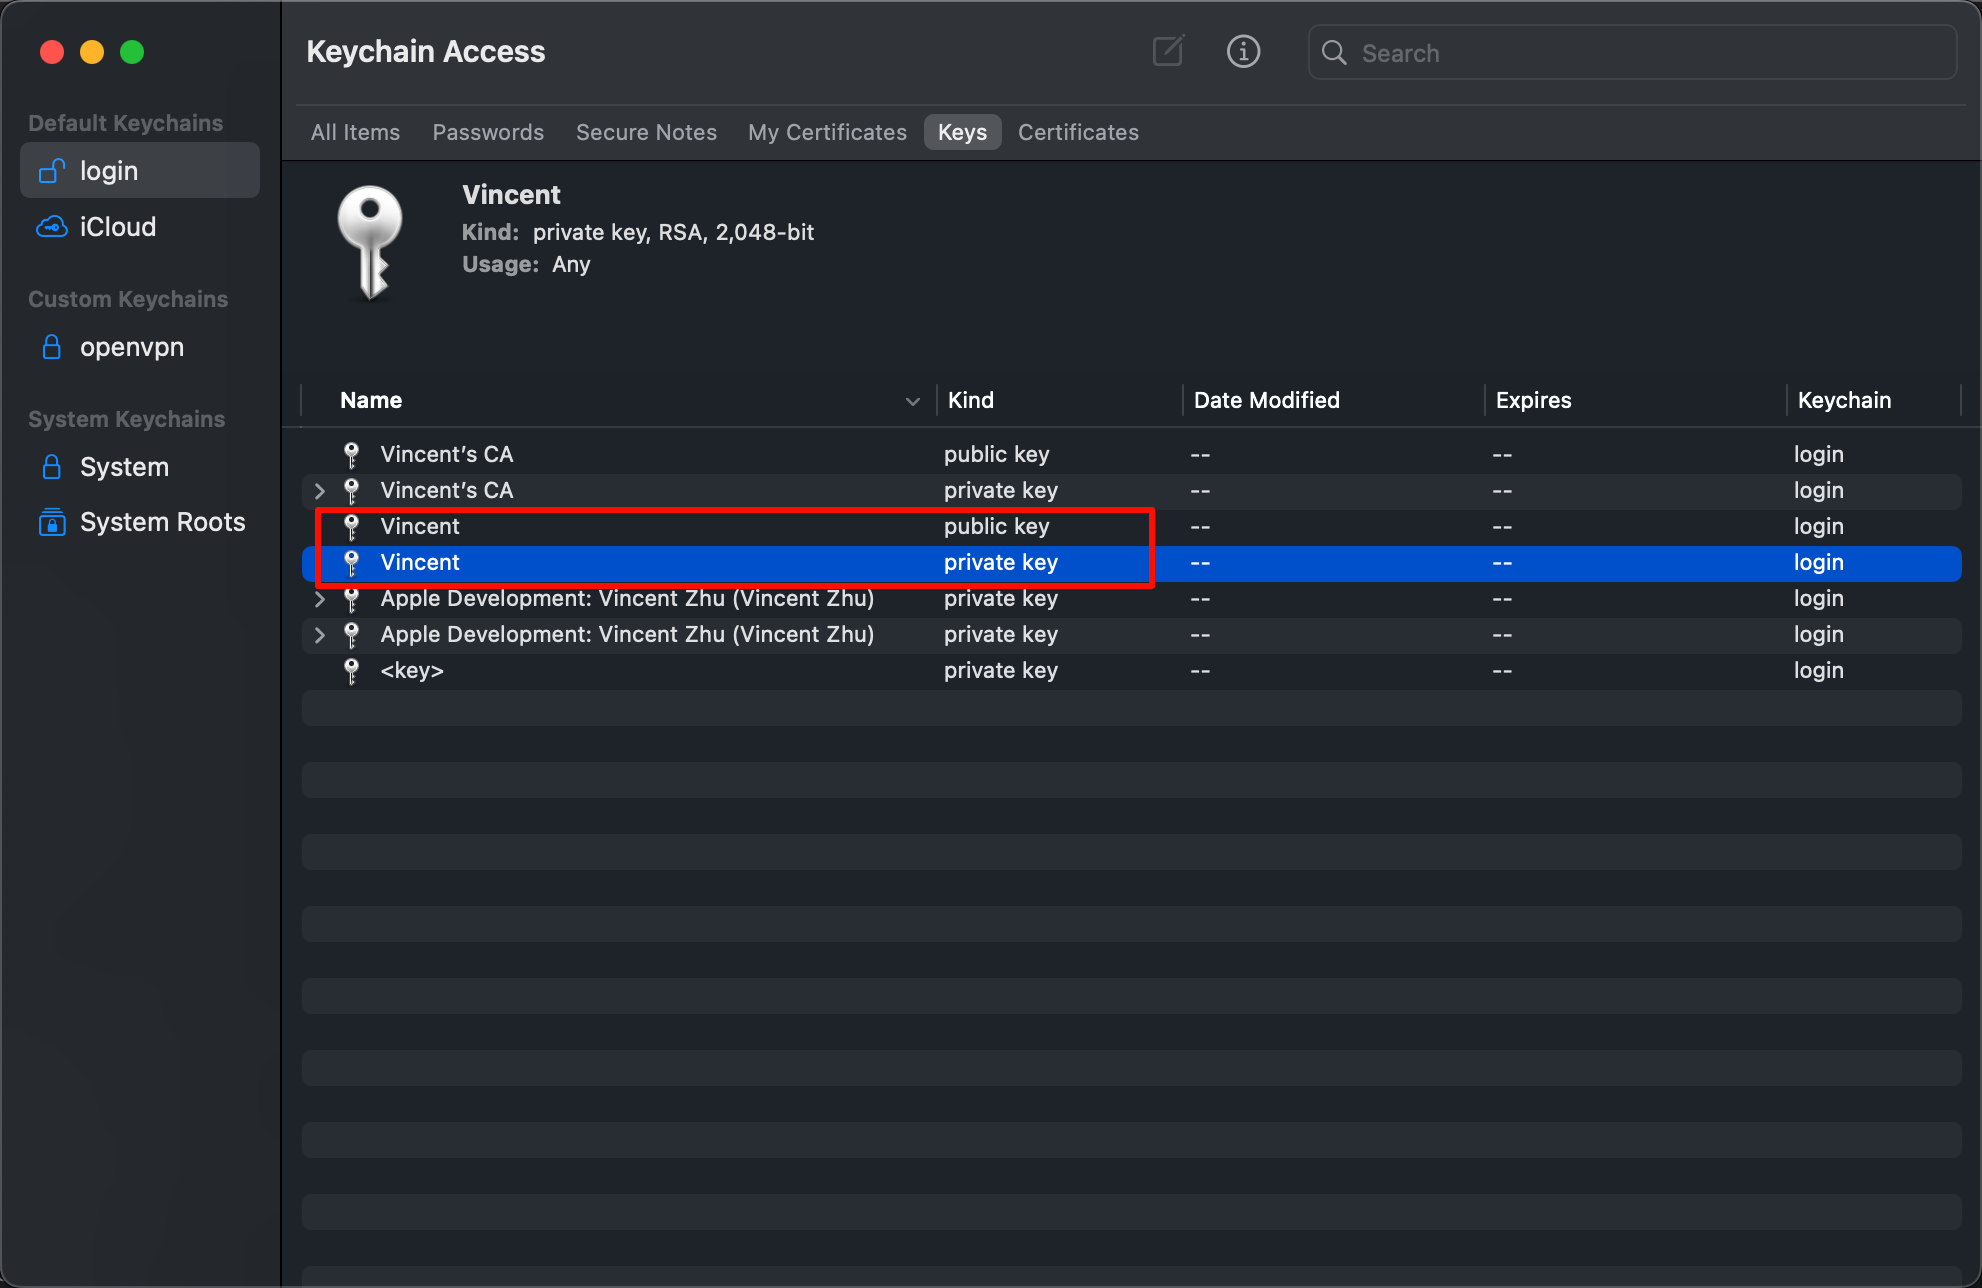 Keychain Access
Search
Default Keychains
login
iCloud
Custom Keychains
openvpn
System Keychains
System
System Roots
All Items Passwords Secure Notes My Certificates Keys Certificates
Vincent
Kind: private key, RSA, 2,048-bit
Usage: Any
Name Kind Date Modified Expires Keychain
Vincent’s CA public key -- -- login
Vincent’s CA private key -- -- login
Vincent public key -- -- login
Vincent private key -- -- login
Apple Development: Vincent Zhu (Vincent Zhu) private key -- -- login
Apple Development: Vincent Zhu (Vincent Zhu) private key -- -- login
<key> private key -- -- login